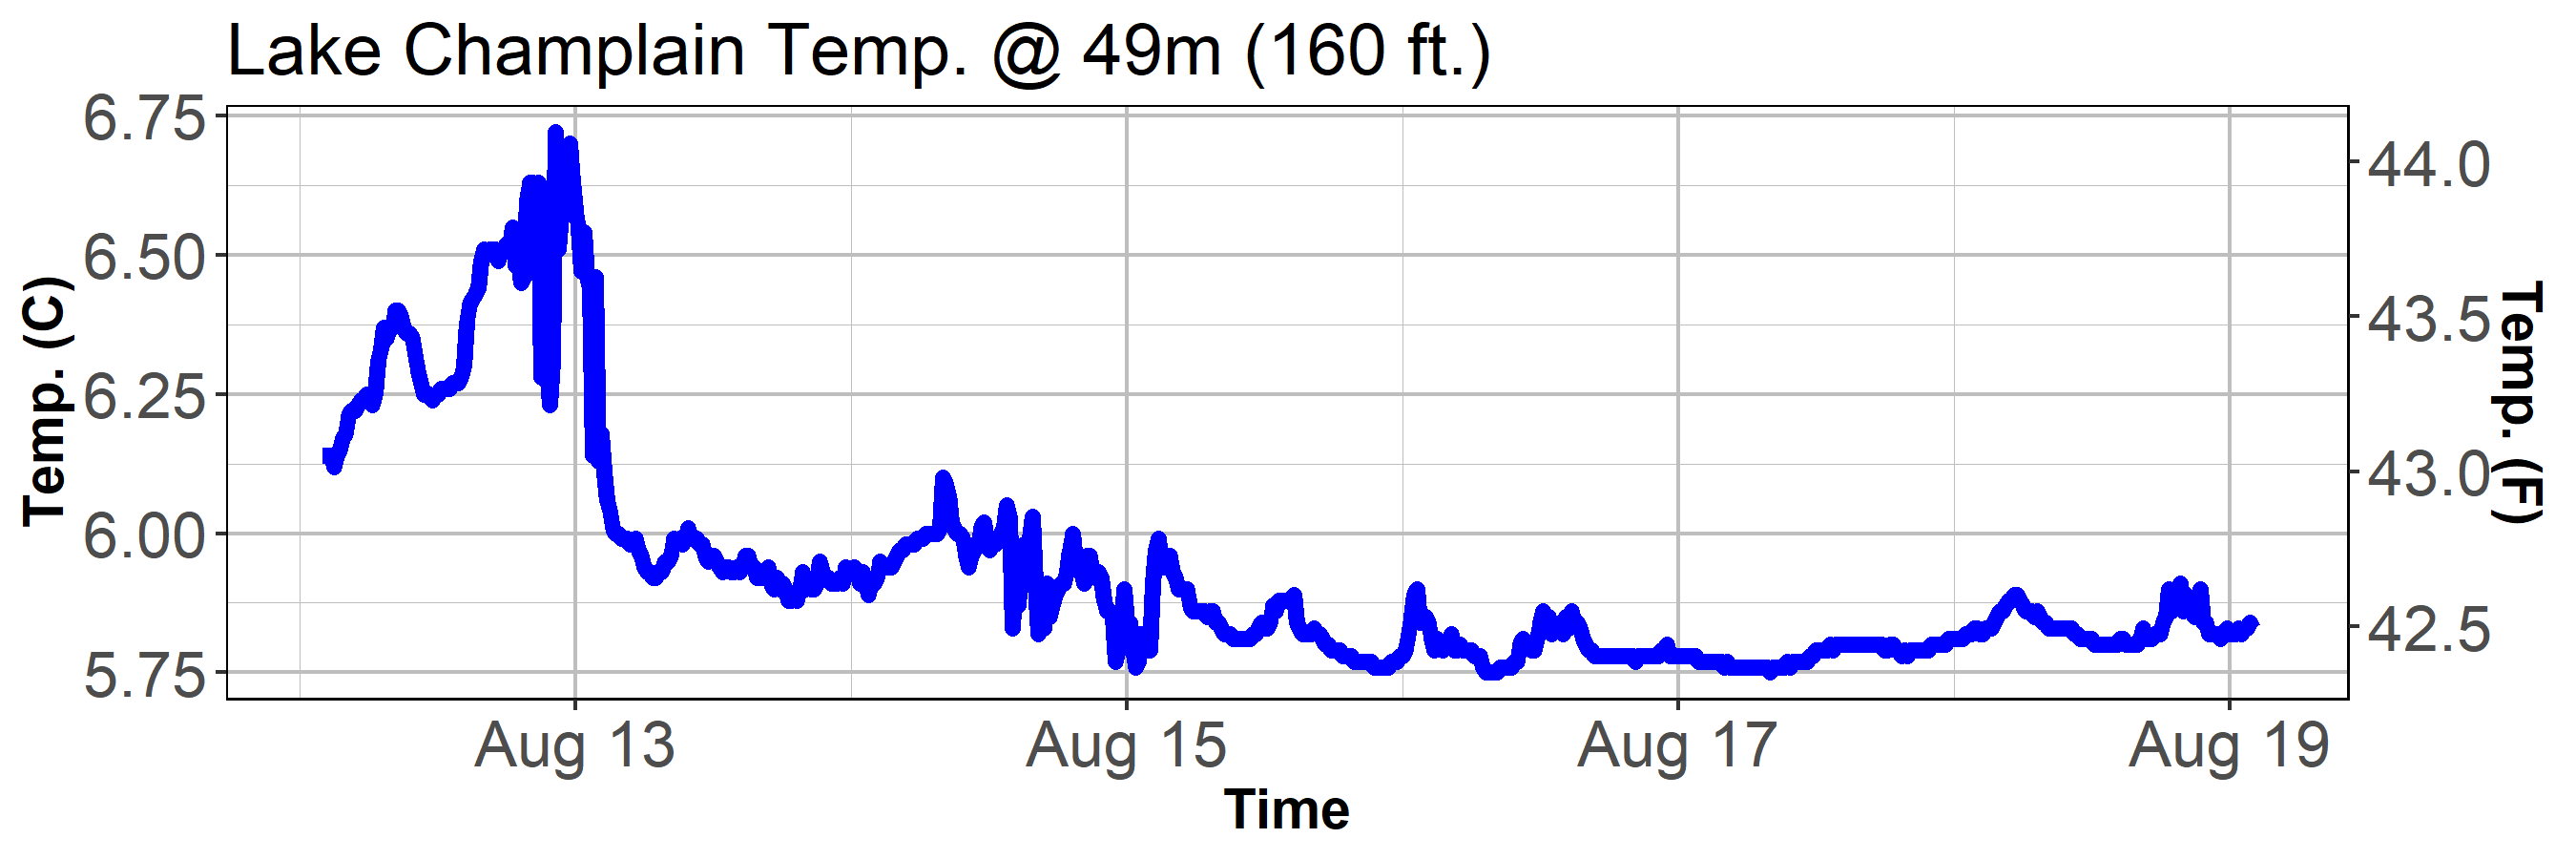 Lake Champlain Temp. @ 49m (160 ft.)
Temp. (C)
6.75
6.50
6.25
6.00
5.75
44.0
43.5
43.0
42.5
Temp. (F)
Aug 13 Aug 15 Aug 17 Aug 19
Time